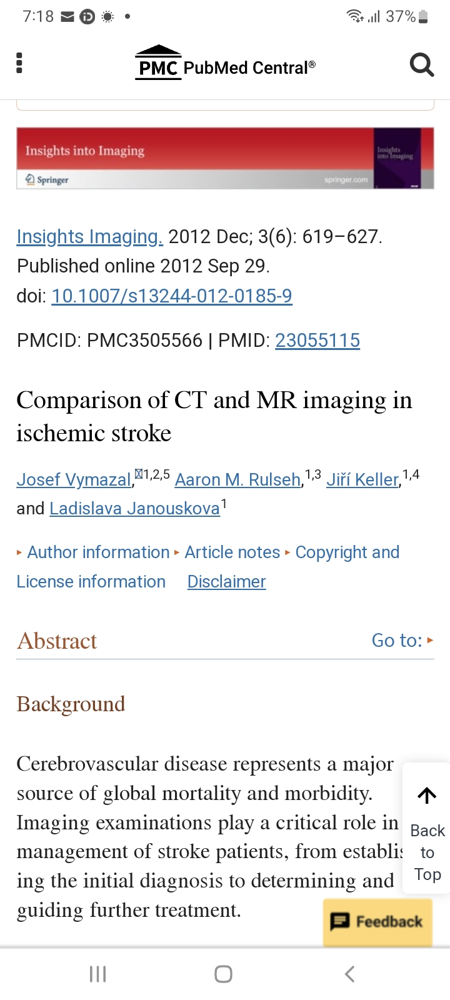 7:18 37%
PMC PubMed Central®
Insights into Imaging
Insights
into Imaging
Springer springer.com
Insights Imaging. 2012 Dec; 3(6): 619–627.
Published online 2012 Sep 29.
doi: 10.1007/s13244-012-0185-9
PMCID: PMC3505566 | PMID: 23055115
Comparison of CT and MR imaging in
ischemic stroke
Josef Vymazal,1,2,5 Aaron M. Rulseh,1,3 Jiří Keller,1,4
and Ladislava Janouskova1
▸ Author information ▸ Article notes ▸ Copyright and
License information Disclaimer
Abstract Go to: ▸
Background
Cerebrovascular disease represents a major
source of global mortality and morbidity.
Imaging examinations play a critical role in
management of stroke patients, from establis
ing the initial diagnosis to determining and
guiding further treatment.
Back
to
Top
Feedback